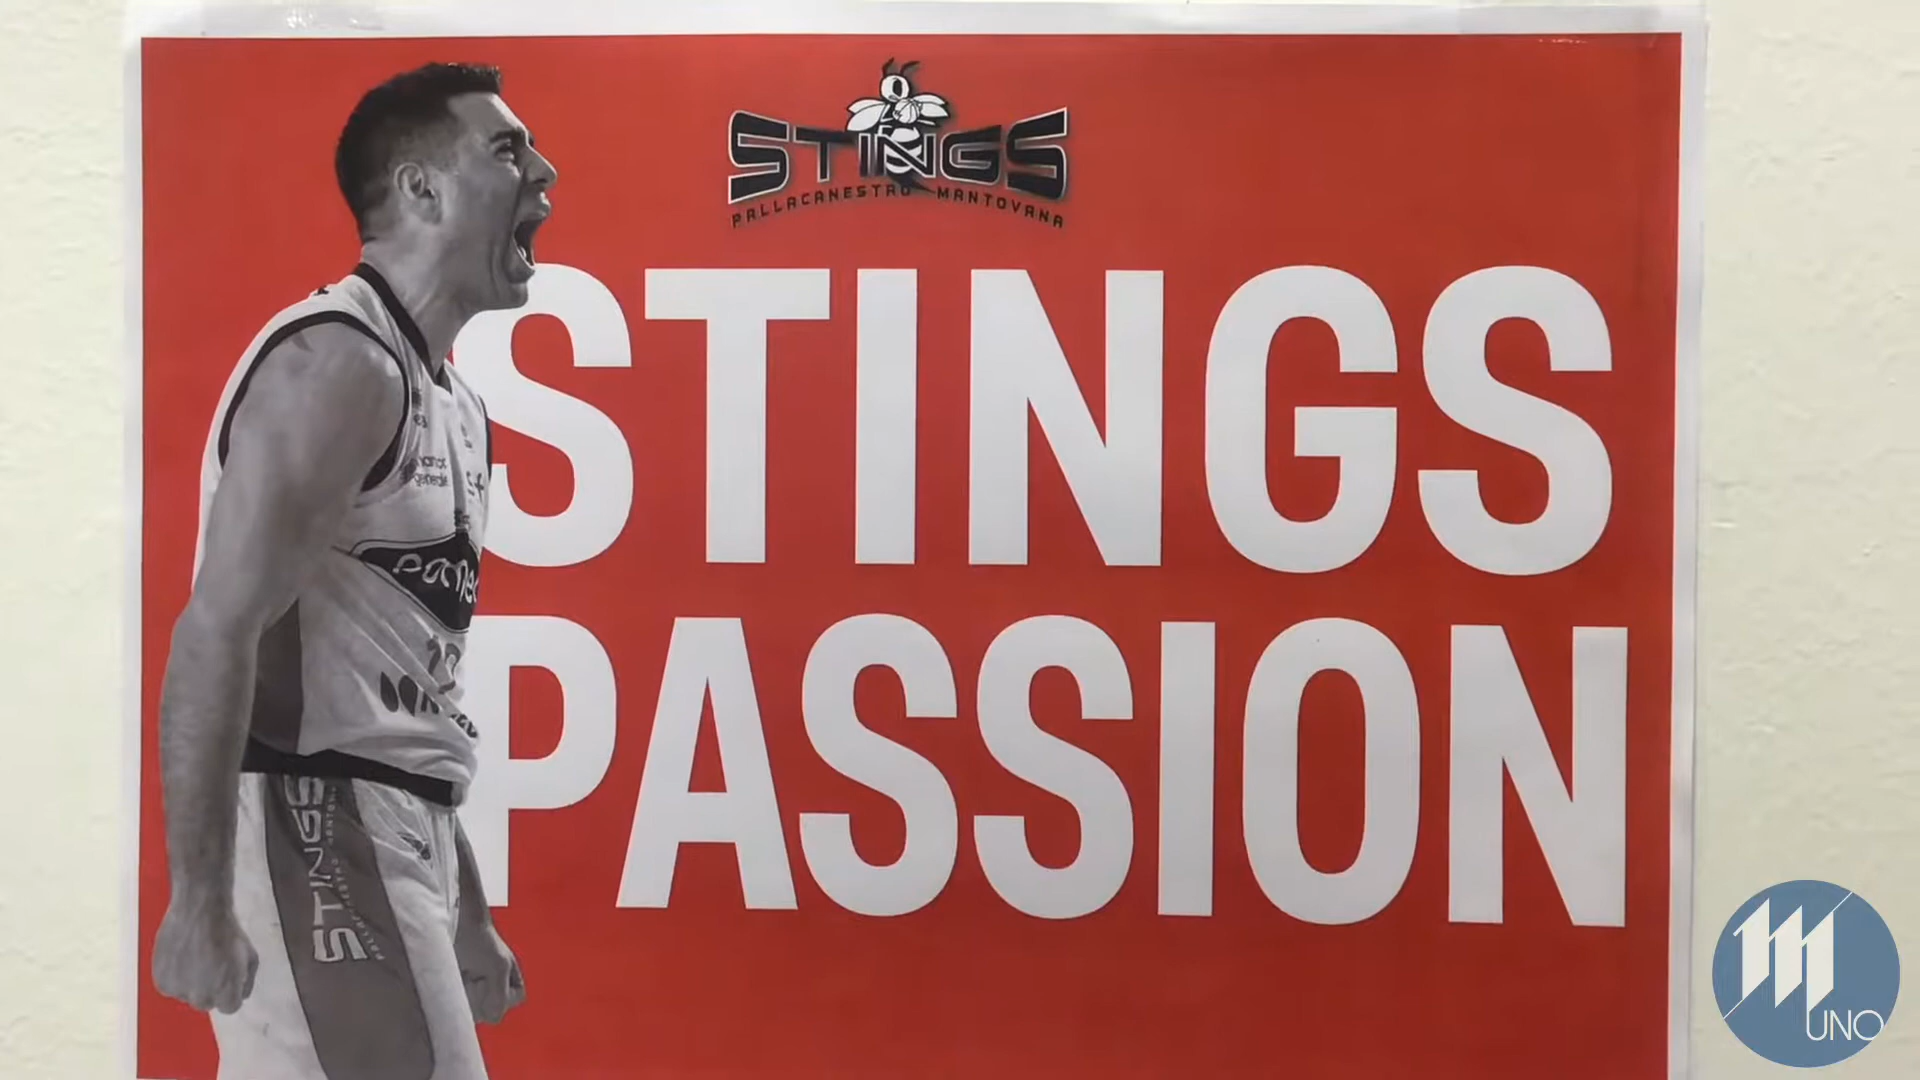 STINGS
PALLACANESTRO MANTOVANA
STINGS
PASSION
STINGS
UNO